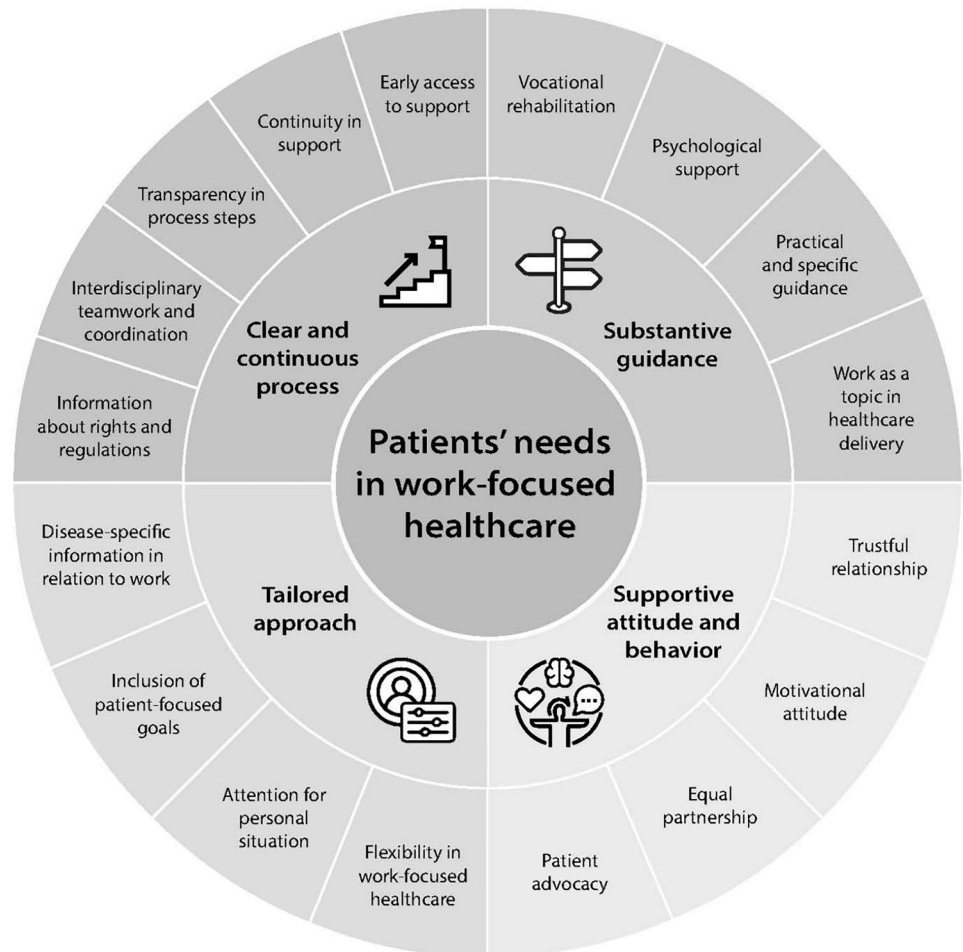 Early access
to support
Vocational
rehabilitation
Continuity in
support
Psychological
support
Transparency in
process steps
Practical
and specific
guidance
Interdisciplinary
teamwork and
coordination
Work as a
topic in
healthcare
delivery
Information
about rights and
regulations
Clear and
continuous
process
Substantive
guidance
Patients’ needs
in work-focused
healthcare
Tailored
approach
Supportive
attitude and
behavior
Disease-specific
information in
relation to work
Trustful
relationship
Inclusion of
patient-focused
goals
Motivational
attitude
Attention for
personal
situation
Equal
partnership
Flexibility in
work-focused
healthcare
Patient
advocacy